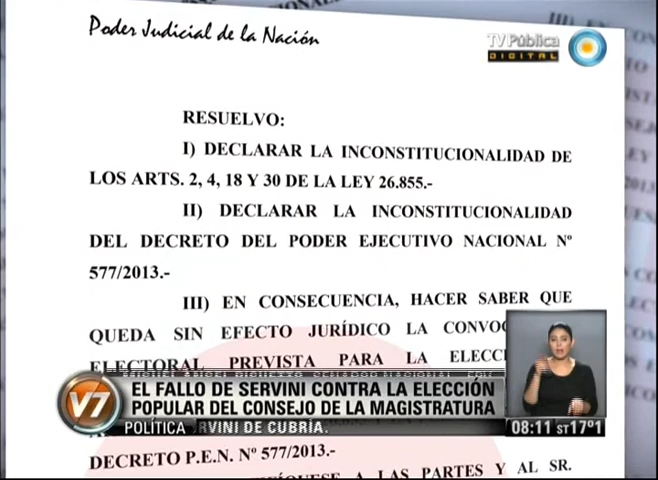 Poder Judicial de la Nación
TV Pública
DIGITAL
RESUELVO:
I) DECLARAR LA INCONSTITUCIONALIDAD DE
LOS ARTS. 2, 4, 18 Y 30 DE LA LEY 26.855.-
II) DECLARAR LA INCONSTITUCIONALIDAD
DEL DECRETO DEL PODER EJECUTIVO NACIONAL Nº
577/2013.-
III) EN CONSECUENCIA, HACER SABER QUE
QUEDA SIN EFECTO JURÍDICO LA
ELECTORAL PREVISTA PARA LA
V7
EL FALLO DE SERVINI CONTRA LA ELECCIÓN
POPULAR DEL CONSEJO DE LA MAGISTRATURA
POLÍTICA RVINI DE CUBRÍA.
08:11 ST 17°1
DECRETO P.E.N. Nº 577/2013.-
A LAS PARTES Y AL SR.